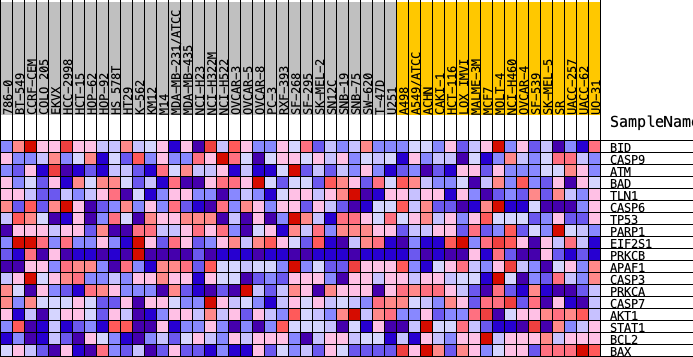 786-0
BT-549
CCRF-CEM
COLO 205
EKVX
HCC-2998
HCT-15
HOP-62
HOP-92
HS 578T
HT29
K-562
KM12
M14
MDA-MB-231/ATCC
MDA-MB-435
NCI-H23
NCI-H322M
NCI-H522
OVCAR-3
OVCAR-5
OVCAR-8
PC-3
RXF-393
SF-268
SF-295
SK-MEL-2
SN12C
SNB-19
SNB-75
SW-620
T-47D
U251
A498
A549/ATCC
ACHN
CAKI-1
HCT-116
LOX IMVI
MALME-3M
MCF7
MOLT-4
NCI-H460
OVCAR-4
SF-539
SK-MEL-5
SR
UACC-257
UACC-62
UO-31
SampleName
BID
CASP9
ATM
BAD
TLN1
CASP6
TP53
PARP1
EIF2S1
PRKCB
APAF1
CASP3
PRKCA
CASP7
AKT1
STAT1
BCL2
BAX